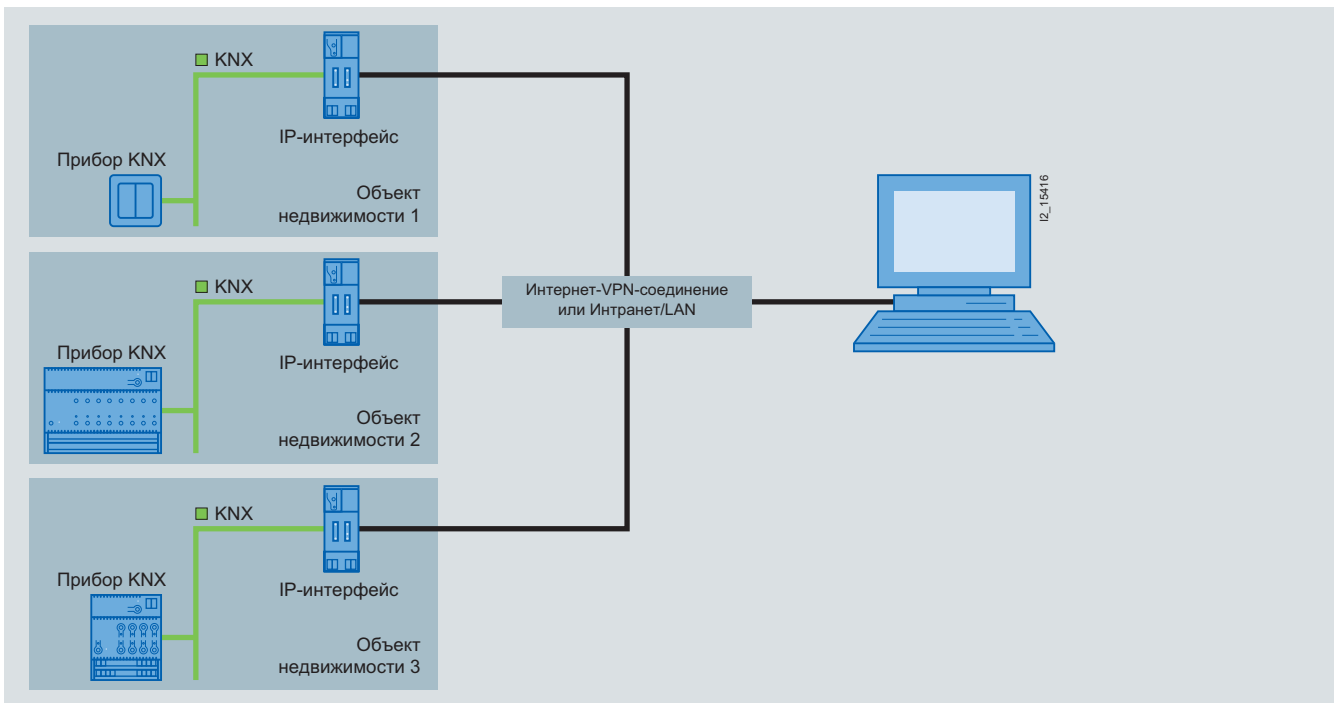 KNX
IP-интерфейс
Прибор KNX
Объект
недвижимости 1
KNX
IP-интерфейс
Прибор KNX
Объект
недвижимости 2
KNX
IP-интерфейс
Прибор KNX
Объект
недвижимости 3
Интернет-VPN-соединение
или Интранет/LAN
I2_15416